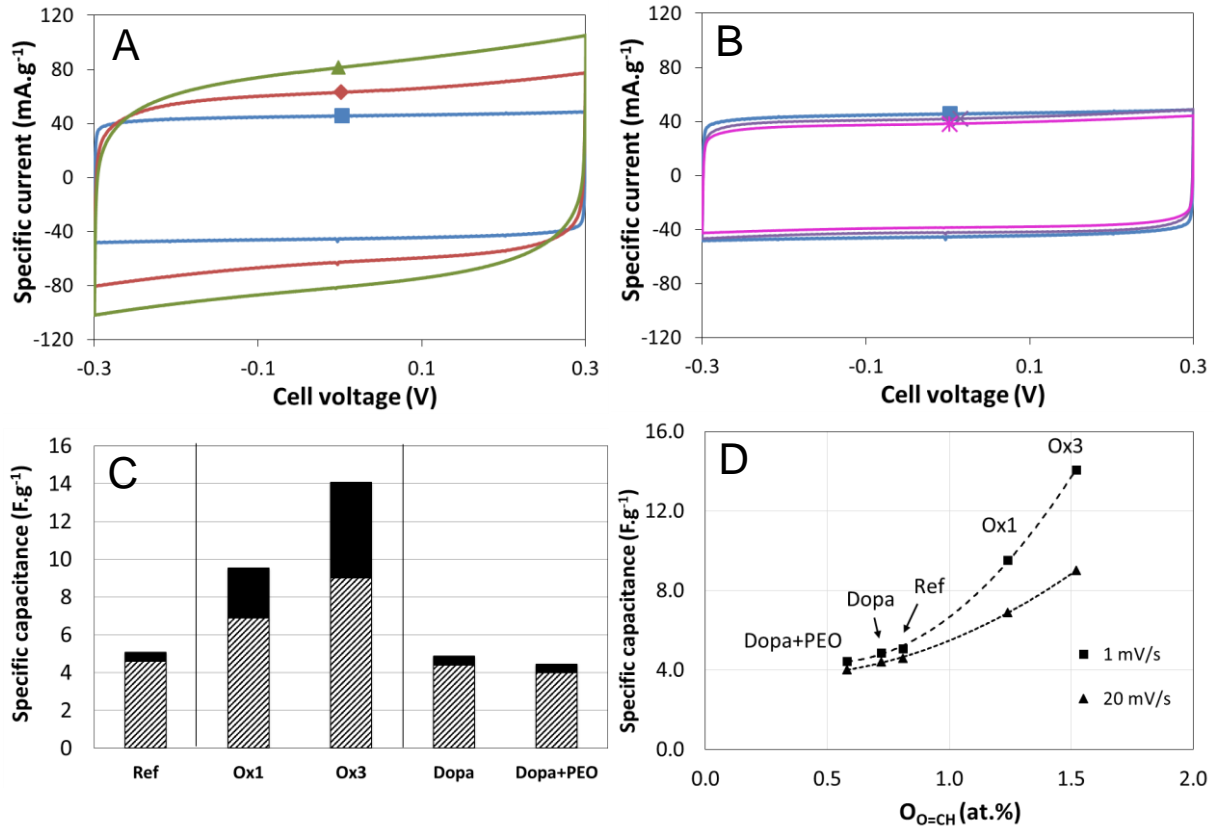 A
Specific current (mA.g⁻¹)
120
80
40
0
-40
-80
-120
-0.3
-0.1
0.1
0.3
Cell voltage (V)
B
Specific current (mA.g⁻¹)
120
80
40
0
-40
-80
-120
-0.3
-0.1
0.1
0.3
Cell voltage (V)
C
Specific capacitance (F.g⁻¹)
16
14
12
10
8
6
4
2
0
Ref
Ox1
Ox3
Dopa
Dopa+PEO
D
Specific capacitance (F.g⁻¹)
16.0
12.0
8.0
4.0
0.0
Ox3
Ox1
Ref
Dopa
Dopa+PEO
1 mV/s
20 mV/s
0.0
0.5
1.0
1.5
2.0
O_O=CH (at.%)